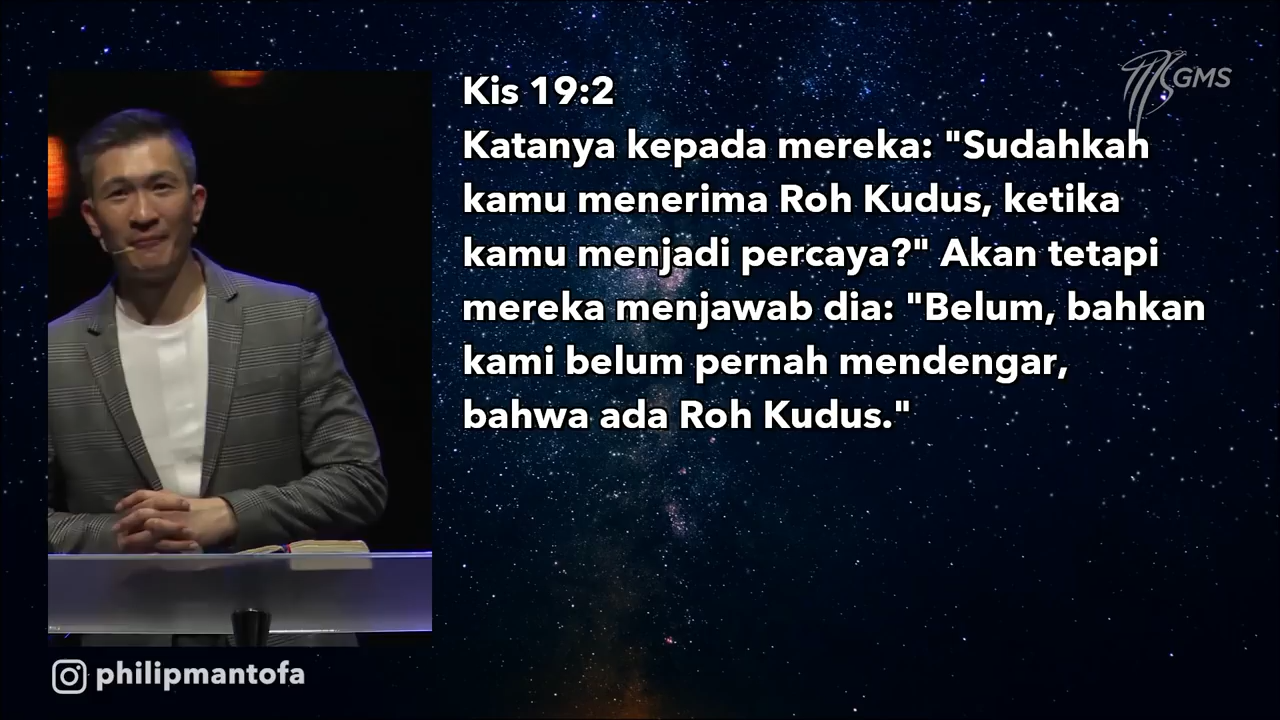 Kis 19:2
Katanya kepada mereka: "Sudahkah
kamu menerima Roh Kudus, ketika
kamu menjadi percaya?" Akan tetapi
mereka menjawab dia: "Belum, bahkan
kami belum pernah mendengar,
bahwa ada Roh Kudus."
GMS
philipmantofa